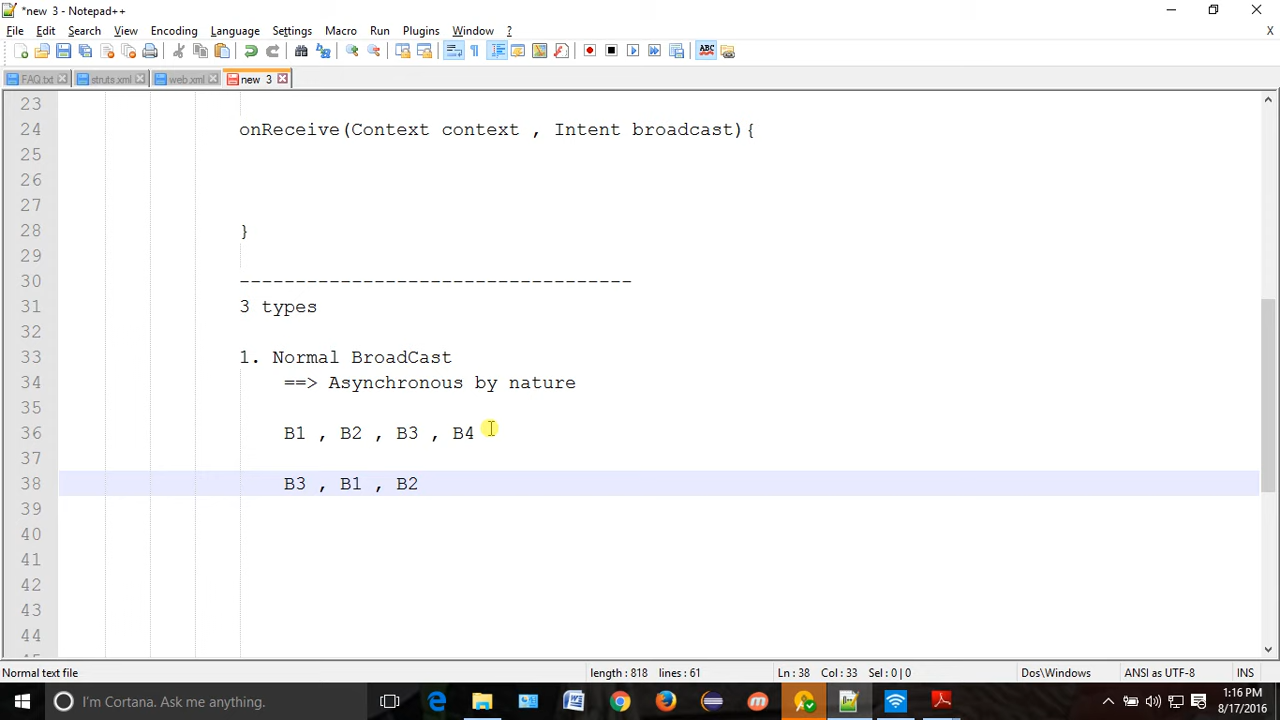 *new 3 - Notepad++
File Edit Search View Encoding Language Settings Macro Run Plugins Window ? X
FAQ.txt struts.xml web.xml new 3
23
24 onReceive(Context context , Intent broadcast){
25
26
27
28 }
29
30 -----------------------------------
31 3 types
32
33 1. Normal BroadCast
34 ==> Asynchronous by nature
35
36 B1 , B2 , B3 , B4
37
38 B3 , B1 , B2
39
40
41
42
43
44
Normal text file length : 818 lines : 61 Ln : 38 Col : 33 Sel : 0 | 0 Dos\Windows ANSI as UTF-8 INS
I'm Cortana. Ask me anything. 1:16 PM
8/17/2016